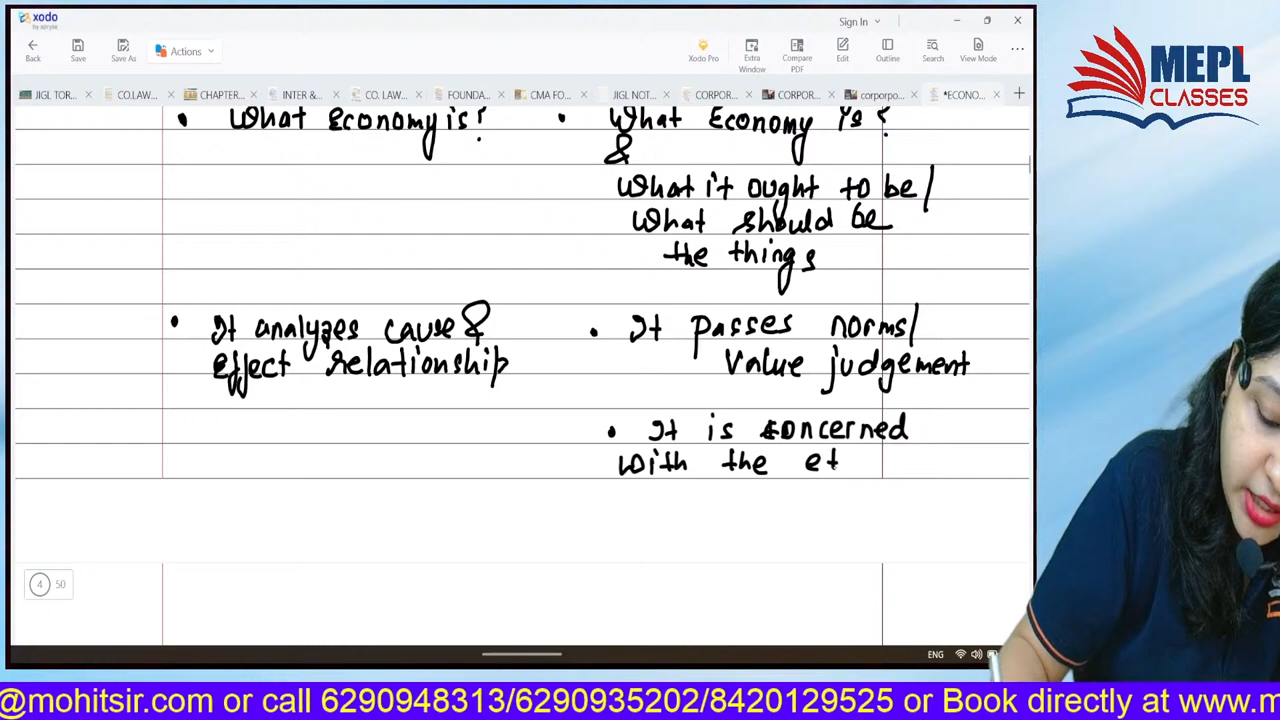 xodo
by apryse
Sign In
Back
Save
Save As
Actions
Xodo Pro
Extra Window
Compare PDF
Edit
Outline
Search
View Mode
JIGL TOR...
CO.LAW...
CHAPTER...
INTER &...
CO.LAW...
FOUNDA...
CMA FO...
JIGL NOT...
CORPOR...
CORPOR...
corporpo...
*ECONO...
MEPL
CLASSES
• What Economy is?
• What Economy is?
&
What it ought to be/
What should be
the things
• It analyzes cause &
effect relationship
• It passes norms/
Value judgement
• It is concerned
With the et
4 50
ENG
@mohitsir.com or call 6290948313/6290935202/8420129525 or Book directly at www.m